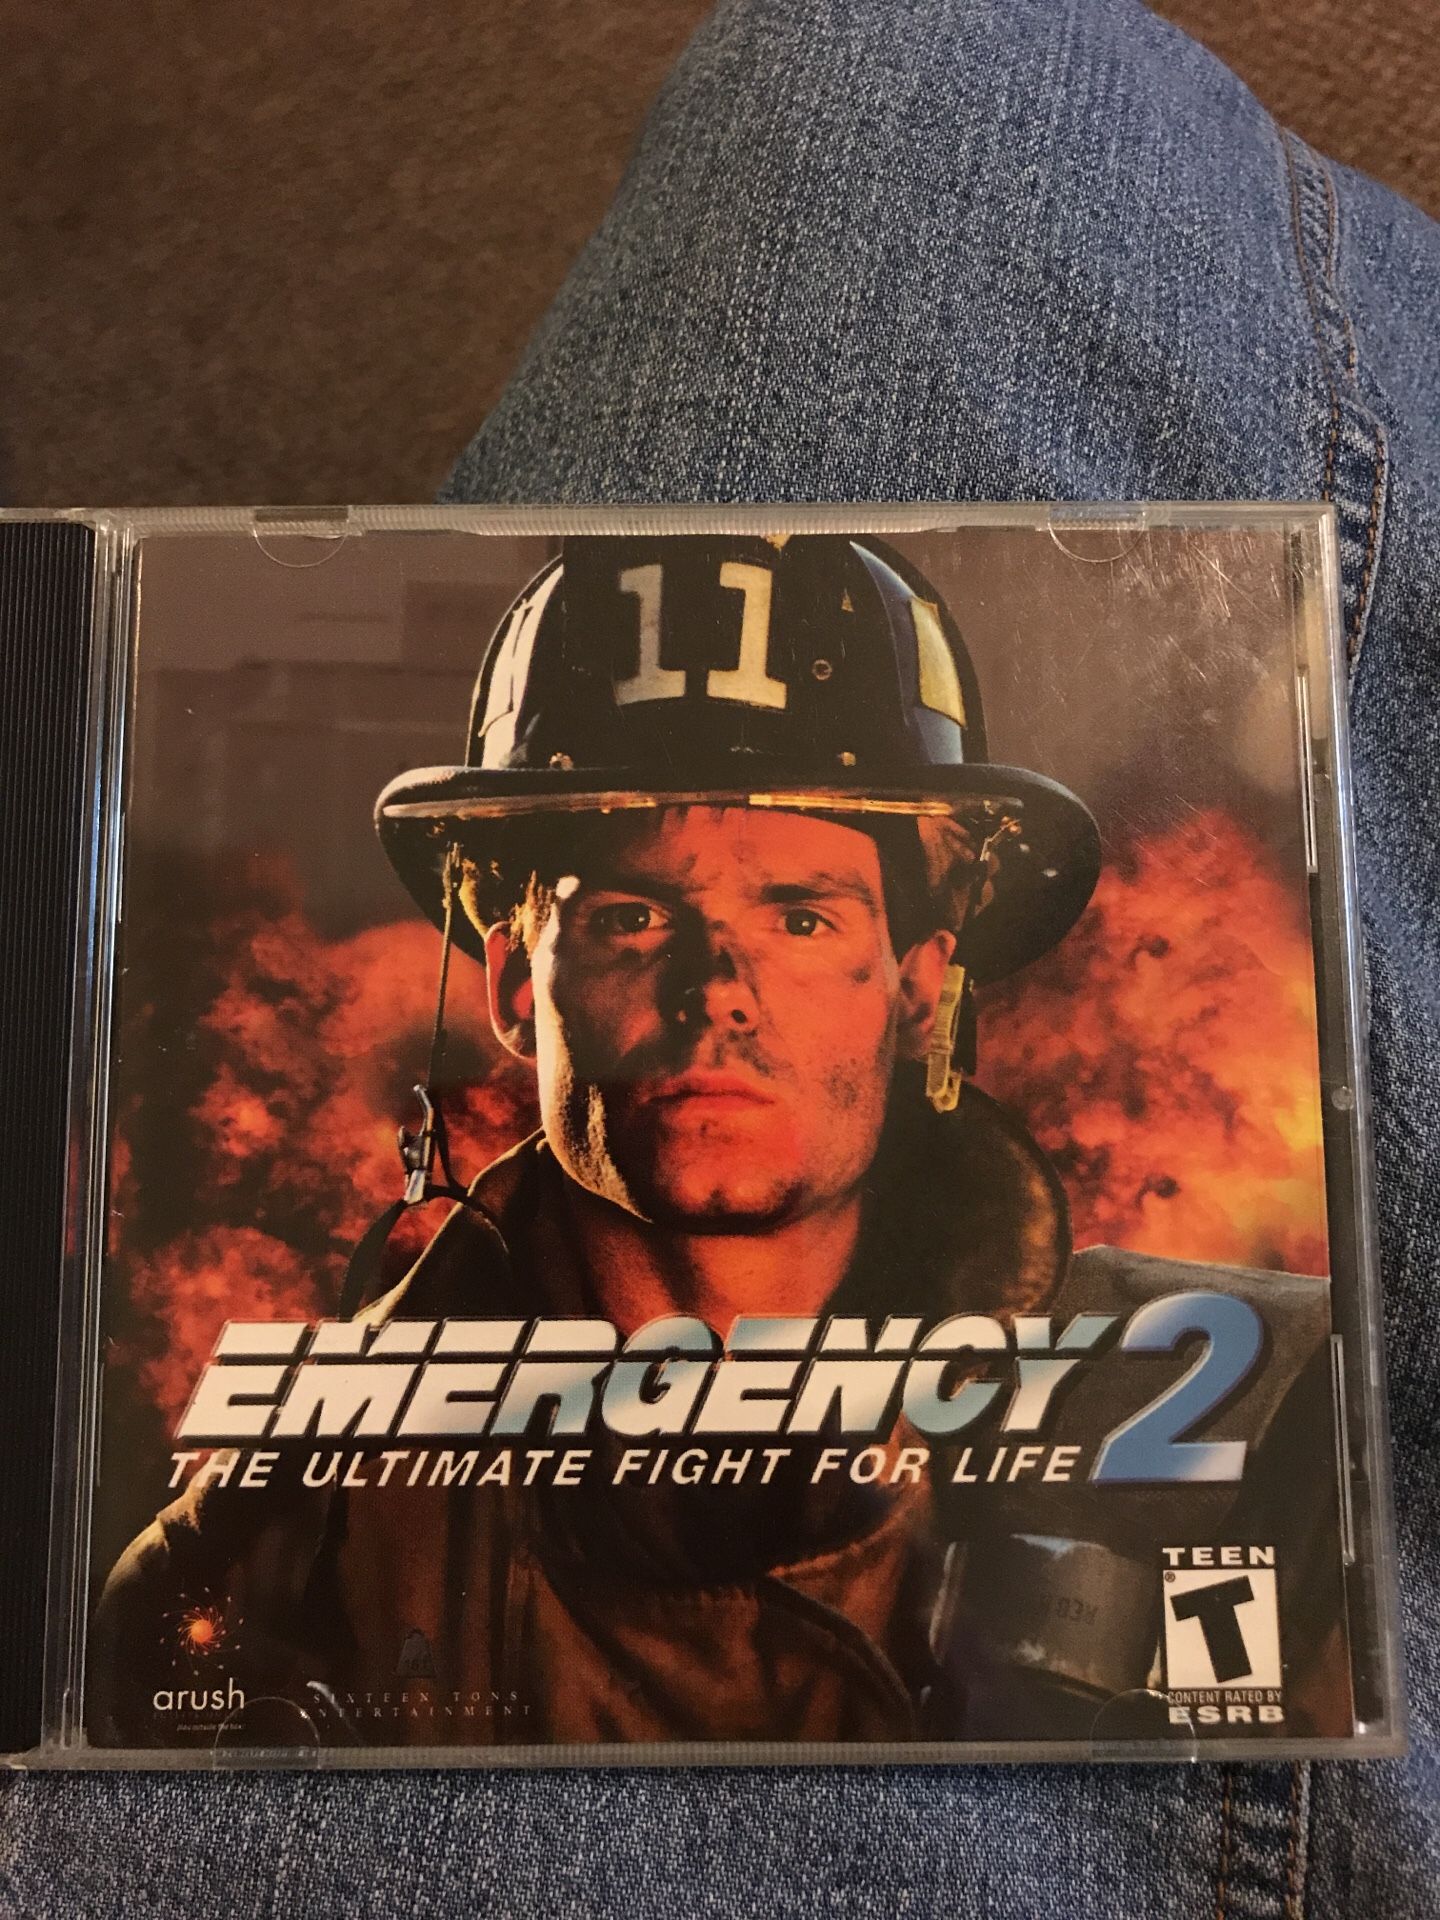 11
EMERGENCY 2
THE ULTIMATE FIGHT FOR LIFE
TEEN
T
CONTENT RATED BY
ESRB
arush
SIXTEEN TONS
ENTERTAINMENT